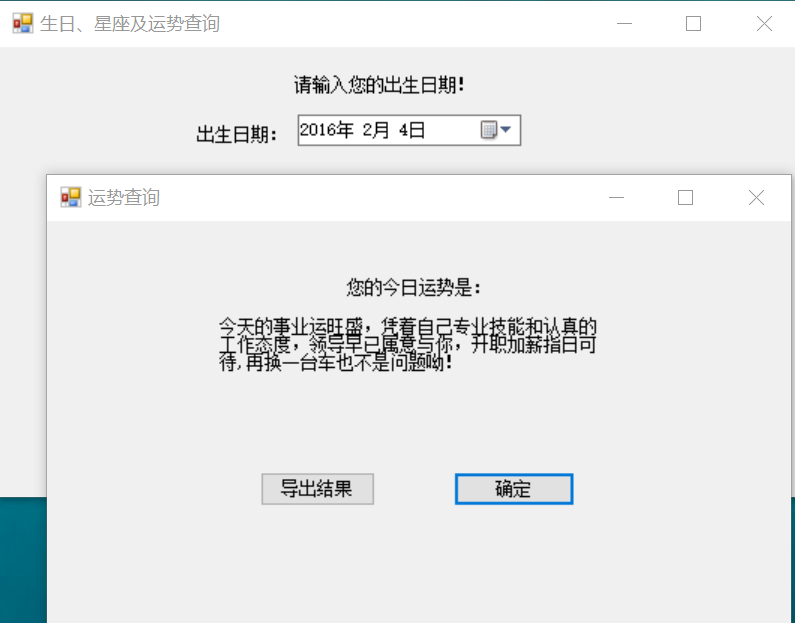 生日、星座及运势查询
请输入您的出生日期!
出生日期: 2016年 2月 4日
运势查询
您的今日运势是:
今天的事业运旺盛，凭着自己专业技能和认真的
工作态度，领导早已属意与你，升职加薪指日可
待,再换一台车也不是问题呦!
导出结果 确定